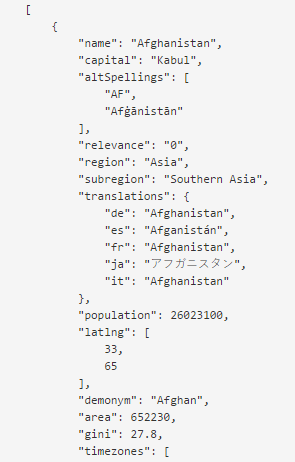 [
{
"name": "Afghanistan",
"capital": "Kabul",
"altSpellings": [
"AF",
"Afġānistān"
],
"relevance": "0",
"region": "Asia",
"subregion": "Southern Asia",
"translations": {
"de": "Afghanistan",
"es": "Afganistán",
"fr": "Afghanistan",
"ja": "アフガニスタン",
"it": "Afghanistan"
},
"population": 26023100,
"latlng": [
33,
65
],
"demonym": "Afghan",
"area": 652230,
"gini": 27.8,
"timezones": [